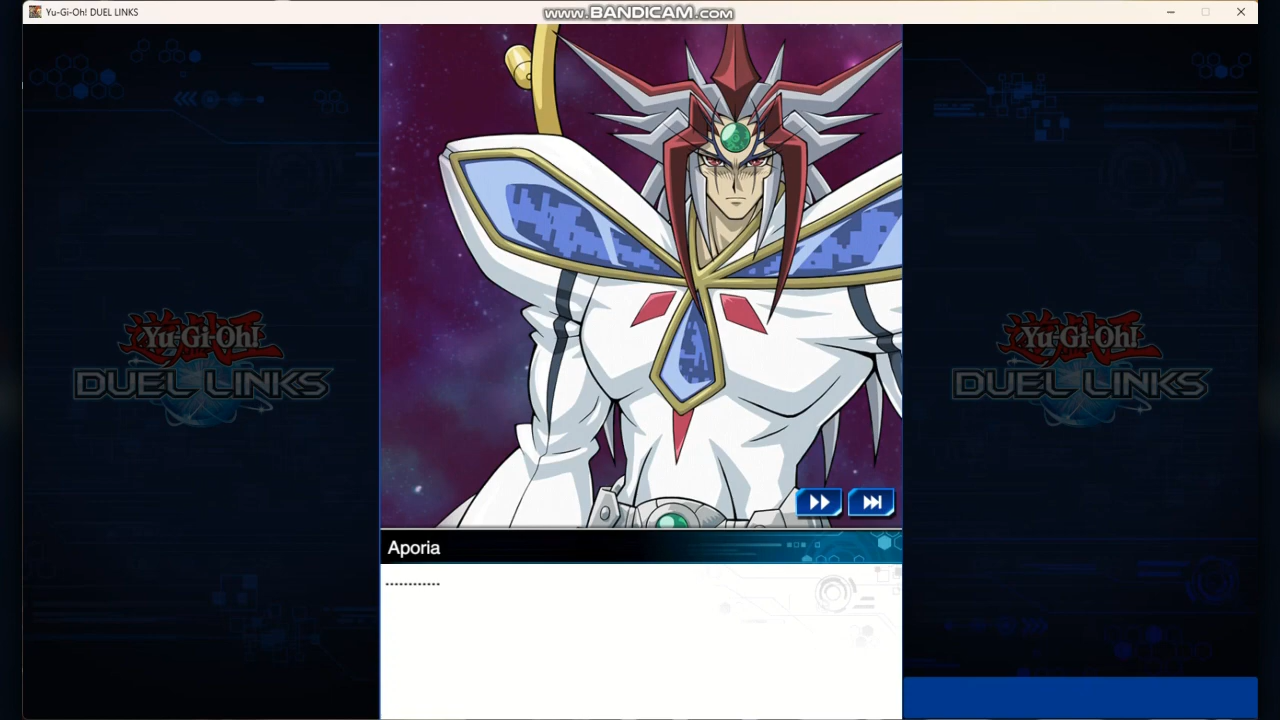 Yu-Gi-Oh! DUEL LINKS
www.BANDICAM.com
Yu-Gi-Oh!
DUEL LINKS
Yu-Gi-Oh!
DUEL LINKS
Aporia
............